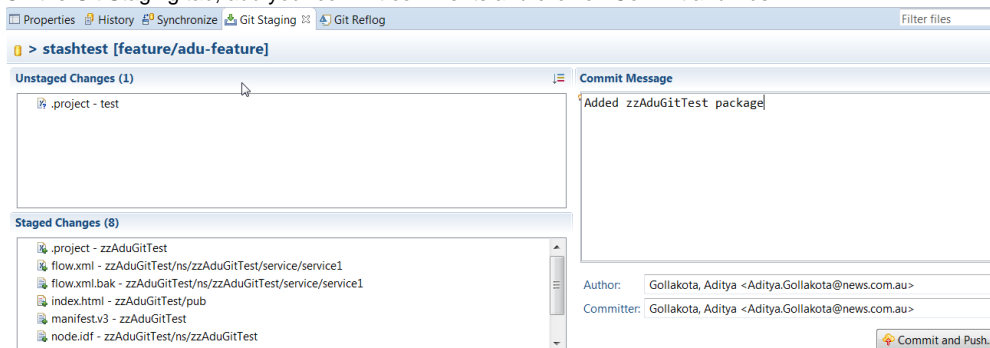 Properties History Synchronize Git Staging Git Reflog
Filter files
> stashtest [feature/adu-feature]
Unstaged Changes (1)
.project - test
Staged Changes (8)
.project - zzAduGitTest
flow.xml - zzAduGitTest/ns/zzAduGitTest/service/service1
flow.xml.bak - zzAduGitTest/ns/zzAduGitTest/service/service1
index.html - zzAduGitTest/pub
manifest.v3 - zzAduGitTest
node.idf - zzAduGitTest/ns/zzAduGitTest
Commit Message
Added zzAduGitTest package
Author: Gollakota, Aditya <Aditya.Gollakota@news.com.au>
Committer: Gollakota, Aditya <Aditya.Gollakota@news.com.au>
Commit and Push.